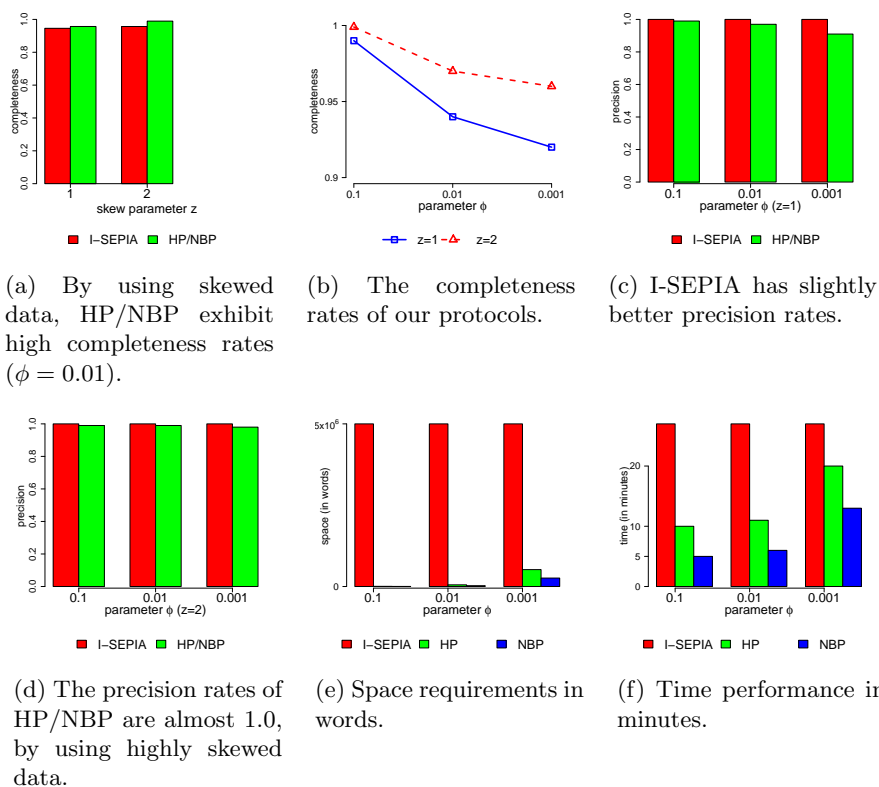 completeness
0.0 0.2 0.4 0.6 0.8 1.0
1 2
skew parameter z
I−SEPIA HP/NBP
(a) By using skewed
data, HP/NBP exhibit
high completeness rates
(ϕ = 0.01).
completeness
1
0.95
0.9
0.1 0.01 0.001
parameter ϕ
z=1 z=2
(b) The completeness
rates of our protocols.
precision
0.0 0.2 0.4 0.6 0.8 1.0
0.1 0.01 0.001
parameter ϕ (z=1)
I−SEPIA HP/NBP
(c) I-SEPIA has slightly
better precision rates.
precision
0.0 0.2 0.4 0.6 0.8 1.0
0.1 0.01 0.001
parameter ϕ (z=2)
I−SEPIA HP/NBP
(d) The precision rates of
HP/NBP are almost 1.0,
by using highly skewed
data.
space (in words)
5x10⁶
0
0.1 0.01 0.001
parameter ϕ
I−SEPIA HP NBP
(e) Space requirements in
words.
time (in minutes)
0 5 10 20
0.1 0.01 0.001
parameter ϕ
I−SEPIA HP NBP
(f) Time performance in
minutes.